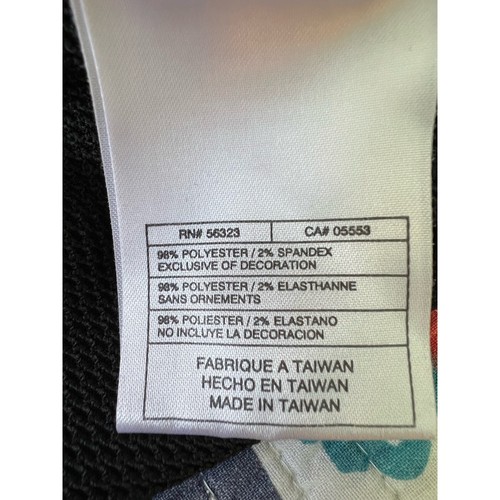 RN# 56323 CA# 05553
98% POLYESTER / 2% SPANDEX
EXCLUSIVE OF DECORATION
98% POLYESTER / 2% ELASTHANNE
SANS ORNEMENTS
98% POLIESTER / 2% ELASTANO
NO INCLUYE LA DECORACION
FABRIQUE A TAIWAN
HECHO EN TAIWAN
MADE IN TAIWAN